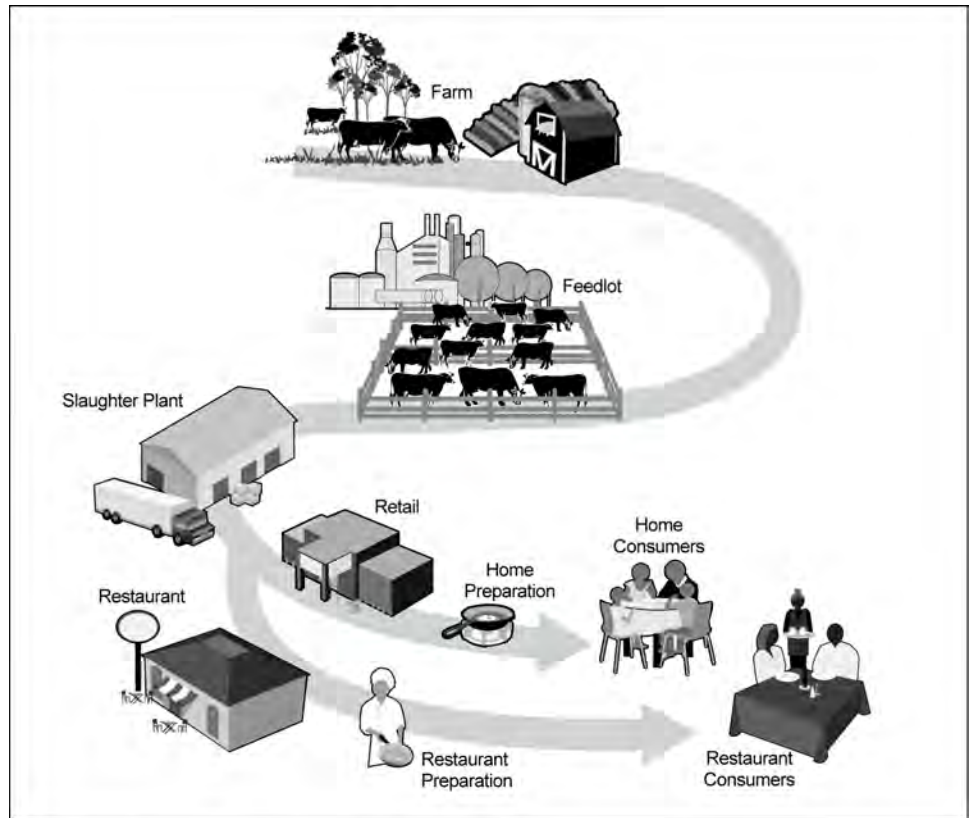 Farm
Feedlot
Slaughter Plant
Retail
Home
Consumers
Home
Preparation
Restaurant
Restaurant
Preparation
Restaurant
Consumers